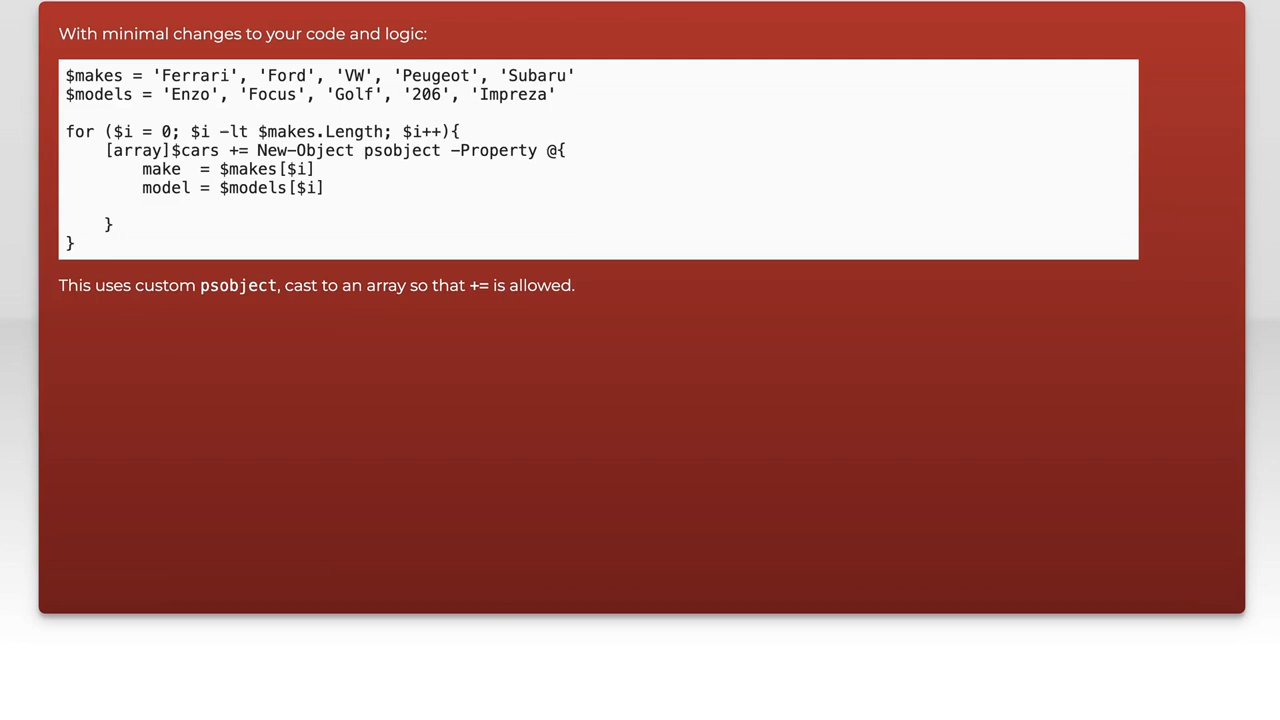 With minimal changes to your code and logic:
$makes = 'Ferrari', 'Ford', 'VW', 'Peugeot', 'Subaru'
$models = 'Enzo', 'Focus', 'Golf', '206', 'Impreza'

for ($i = 0; $i -lt $makes.Length; $i++){
    [array]$cars += New-Object psobject -Property @{
        make  = $makes[$i]
        model = $models[$i]

    }
}
This uses custom psobject, cast to an array so that += is allowed.